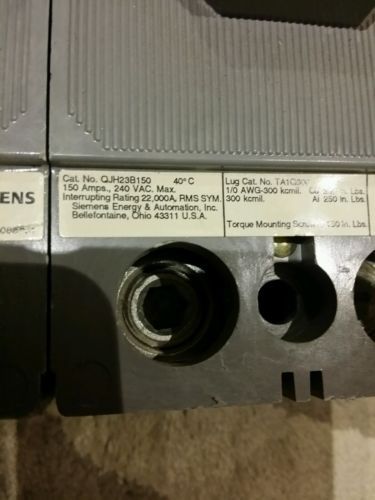 Cat. No. QJH23B150 40°C
150 Amps., 240 VAC. Max.
Interrupting Rating 22,000A, RMS SYM.
Siemens Energy & Automation, Inc.
Bellefontaine, Ohio 43311 U.S.A.
Lug Cat. No.
1/0 AWG-300 kcmil. Lbs.
300 kcmil. Al 250 In. Lbs.
Torque Mounting In. Lbs.
ENS